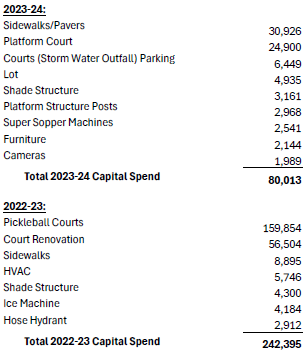 2023-24:
Sidewalks/Pavers 30,926
Platform Court 24,900
Courts (Storm Water Outfall) Parking 6,449
Lot 4,935
Shade Structure 3,161
Platform Structure Posts 2,968
Super Sopper Machines 2,541
Furniture 2,144
Cameras 1,989
Total 2023-24 Capital Spend 80,013
2022-23:
Pickleball Courts 159,854
Court Renovation 56,504
Sidewalks 8,895
HVAC 5,746
Shade Structure 4,300
Ice Machine 4,184
Hose Hydrant 2,912
Total 2022-23 Capital Spend 242,395